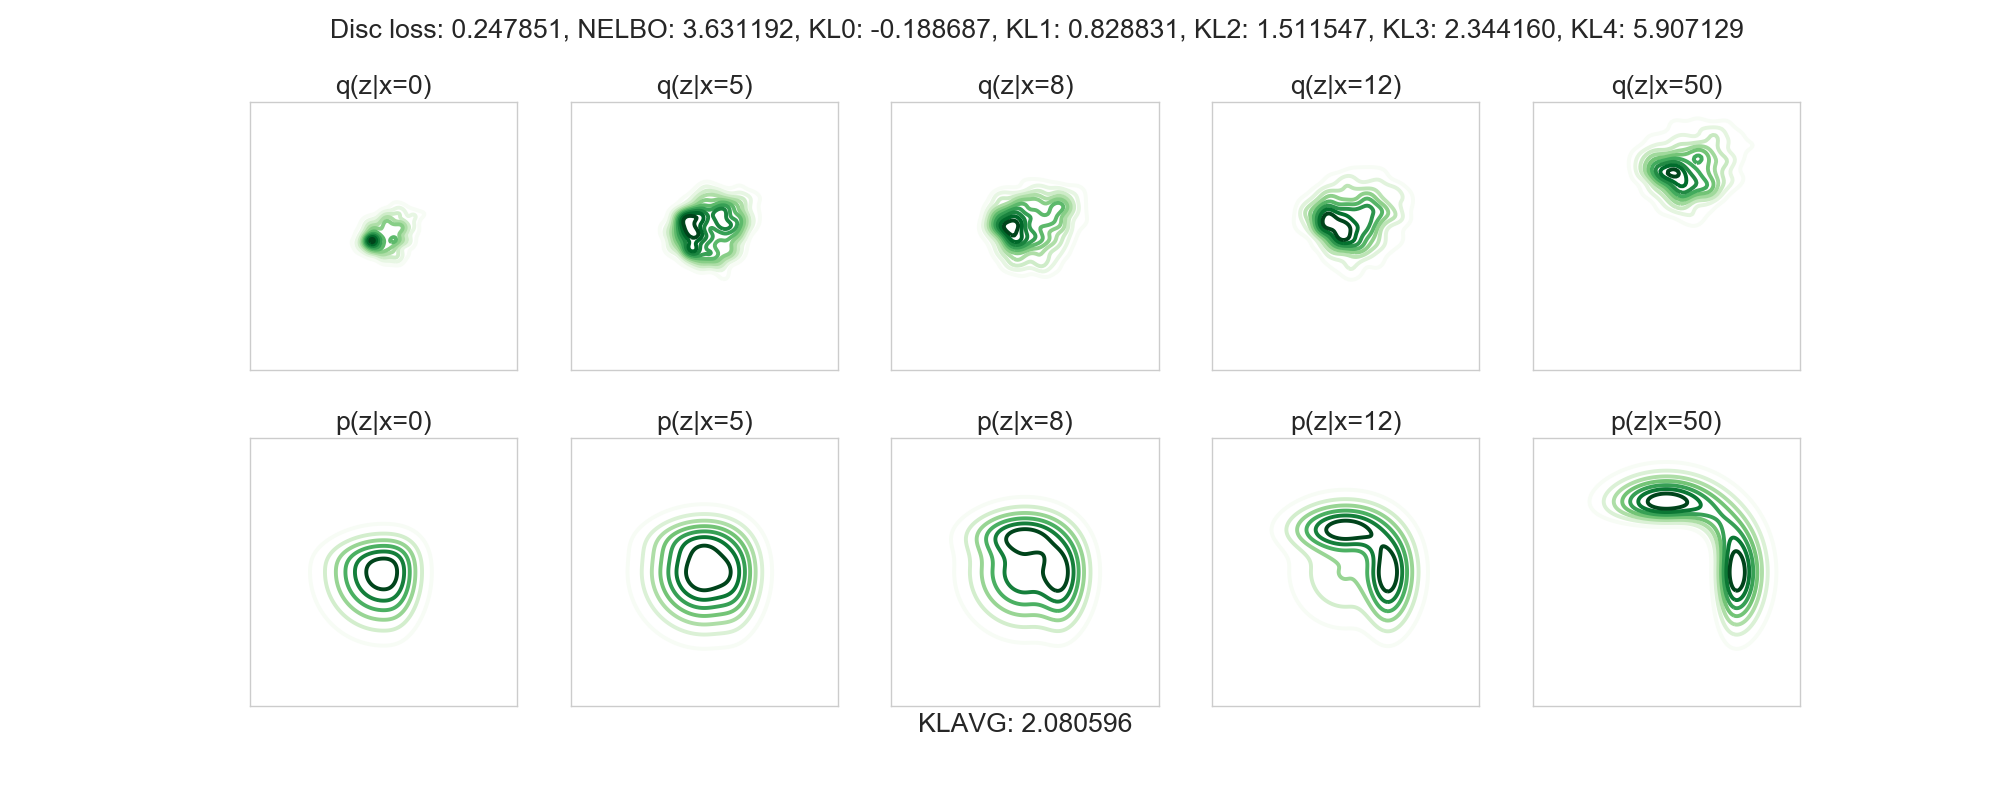 Disc loss: 0.247851, NELBO: 3.631192, KL0: -0.188687, KL1: 0.828831, KL2: 1.511547, KL3: 2.344160, KL4: 5.907129
q(z|x=0)
q(z|x=5)
q(z|x=8)
q(z|x=12)
q(z|x=50)
p(z|x=0)
p(z|x=5)
p(z|x=8)
p(z|x=12)
p(z|x=50)
KLAVG: 2.080596